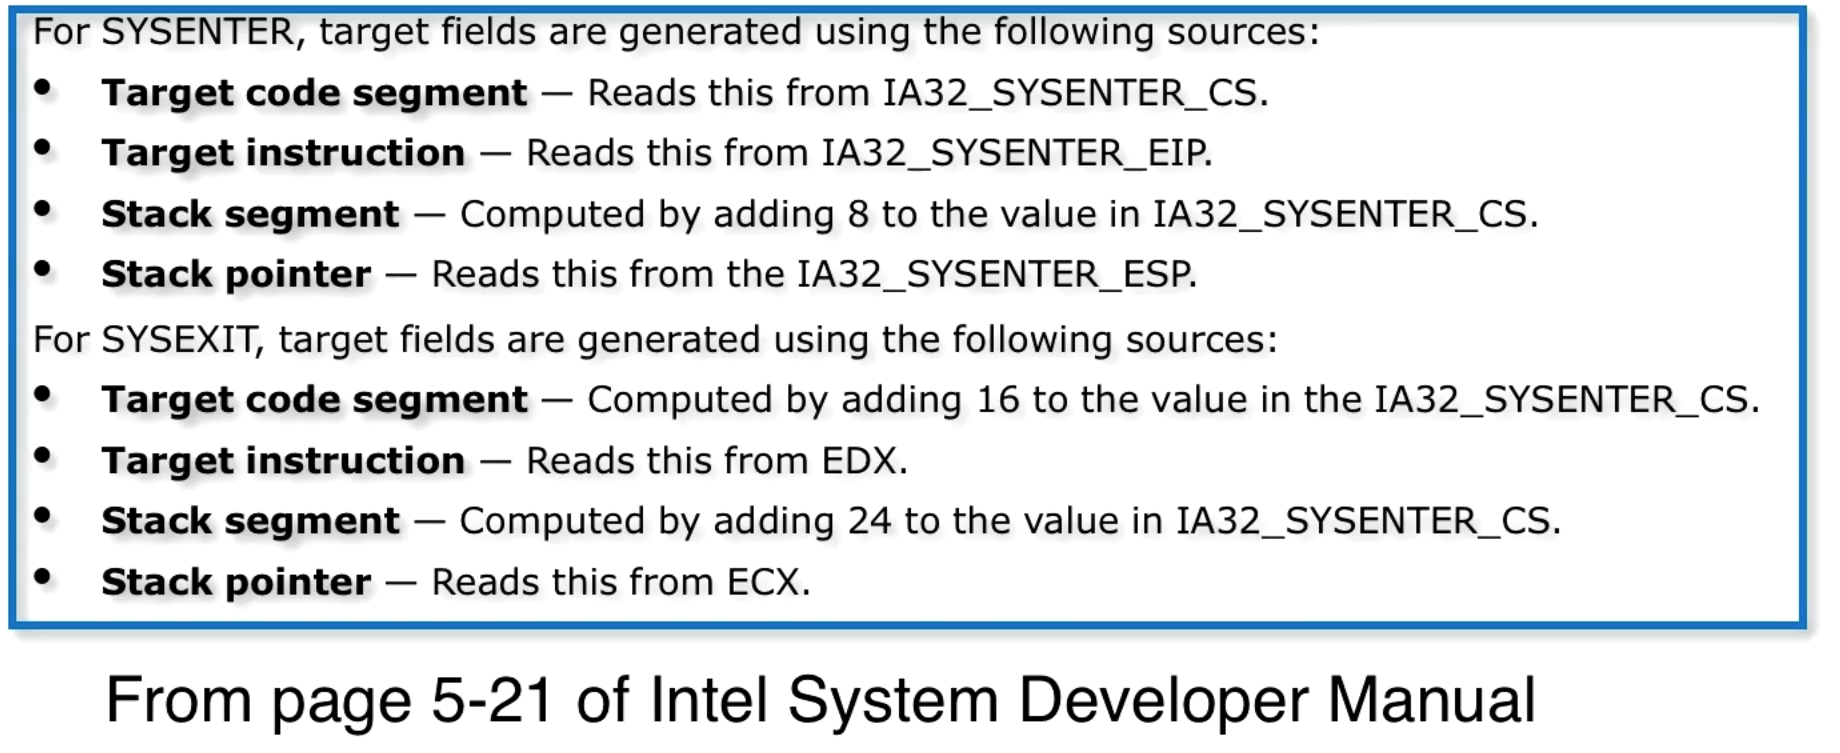 For SYSENTER, target fields are generated using the following sources:
• Target code segment — Reads this from IA32_SYSENTER_CS.
• Target instruction — Reads this from IA32_SYSENTER_EIP.
• Stack segment — Computed by adding 8 to the value in IA32_SYSENTER_CS.
• Stack pointer — Reads this from the IA32_SYSENTER_ESP.
For SYSEXIT, target fields are generated using the following sources:
• Target code segment — Computed by adding 16 to the value in the IA32_SYSENTER_CS.
• Target instruction — Reads this from EDX.
• Stack segment — Computed by adding 24 to the value in IA32_SYSENTER_CS.
• Stack pointer — Reads this from ECX.
From page 5-21 of Intel System Developer Manual